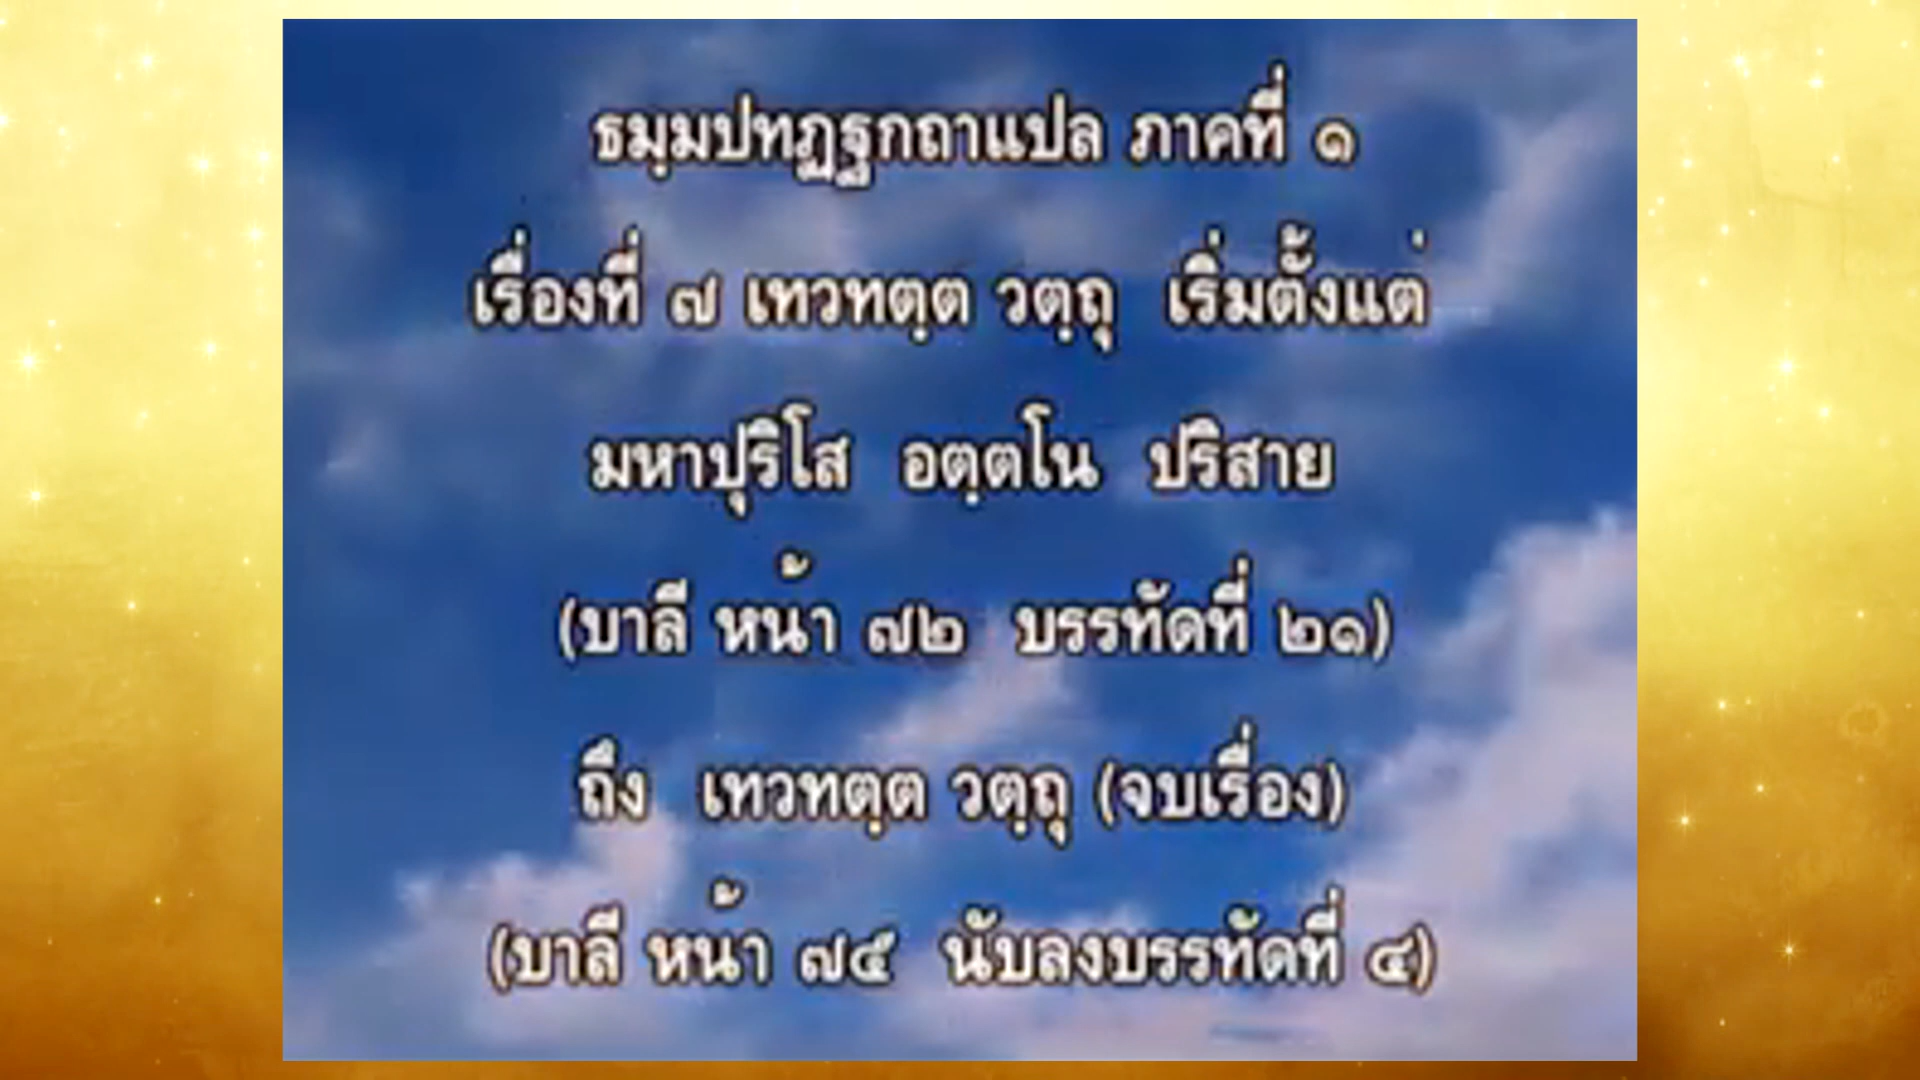 ธมฺมปทฏฺฐกถาแปล ภาคที่ ๑
เรื่องที่ ๗ เทวทตฺต วตฺถุ เริ่มตั้งแต่
มหาปุริโส อตฺตโน ปริสาย
(บาลี หน้า ๗๒ บรรทัดที่ ๒๑)
ถึง เทวทตฺต วตฺถุ (จบเรื่อง)
(บาลี หน้า ๗๕ นับลงบรรทัดที่ ๔)